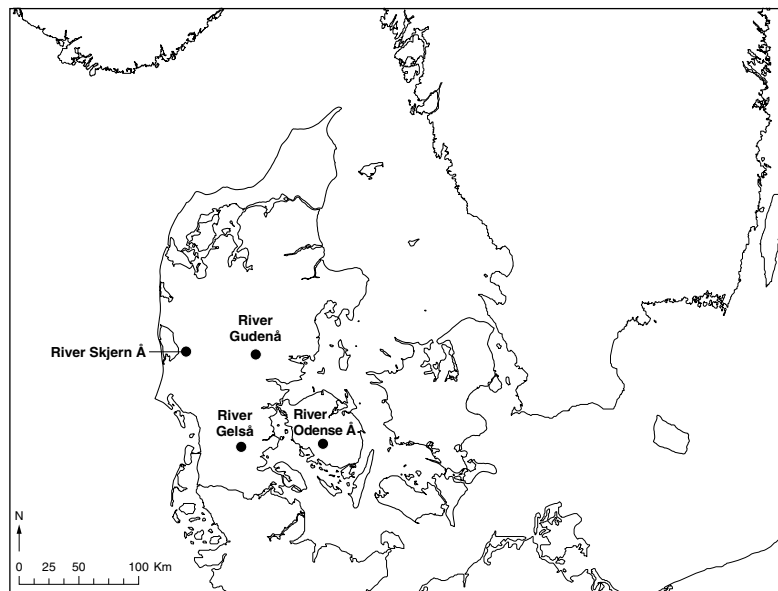 River
Gudenå
River Skjern Å
River
Gelså
River
Odense Å
N
0 25 50 100 Km